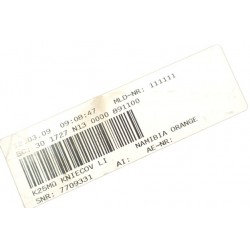 .03.09 09:08:47 MLD-NR: 111111
30 1727 N13 0000 891100
K25MG KNIECOV LI NAMIBIA ORANGE
SNR: 7709331 AI: AE-NR: